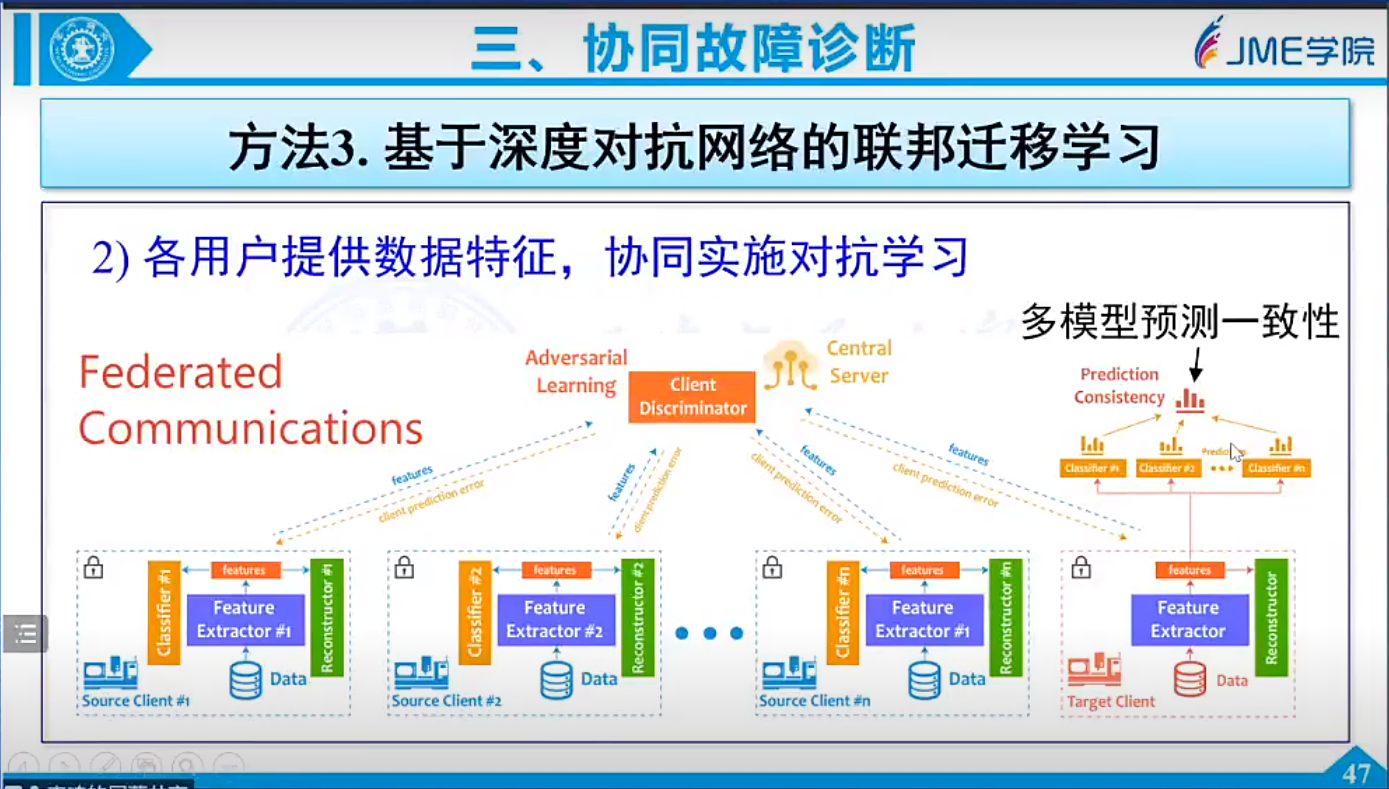 三、协同故障诊断
JME学院
方法3. 基于深度对抗网络的联邦迁移学习
2) 各用户提供数据特征，协同实施对抗学习
多模型预测一致性
Federated
Communications
Adversarial
Learning
Client
Discriminator
Central
Server
Prediction
Consistency
Classifier #1
Classifier #2
Classifier #n
features
client prediction error
features
client prediction error
features
client prediction error
features
client prediction error
Classifier #1
features
Feature
Extractor #1
Reconstructor #1
Data
Source Client #1
Classifier #2
features
Feature
Extractor #2
Reconstructor #2
Data
Source Client #2
Classifier #n
features
Feature
Extractor #1
Reconstructor #n
Data
Source Client #n
features
Feature
Extractor
Reconstructor
Data
Target Client
47